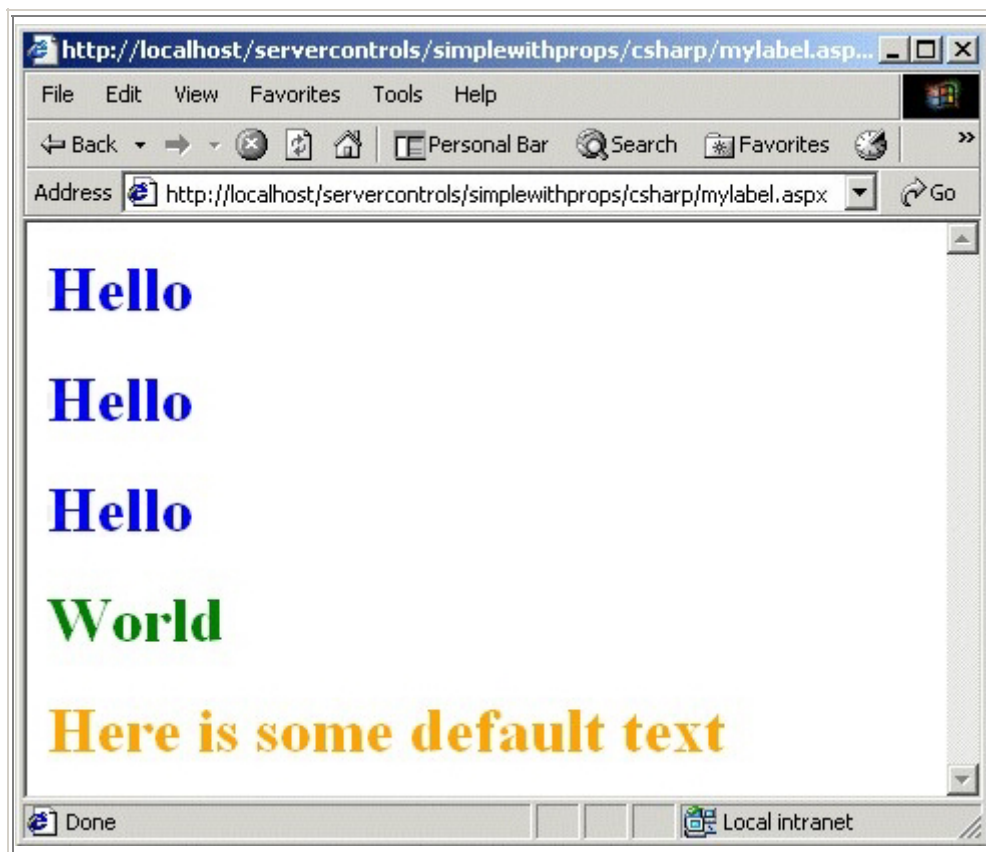 http://localhost/servercontrols/simplewithprops/csharp/mylabel.asp...
File Edit View Favorites Tools Help
Back Personal Bar Search Favorites »
Address http://localhost/servercontrols/simplewithprops/csharp/mylabel.aspx Go
Hello
Hello
Hello
World
Here is some default text
Done Local intranet